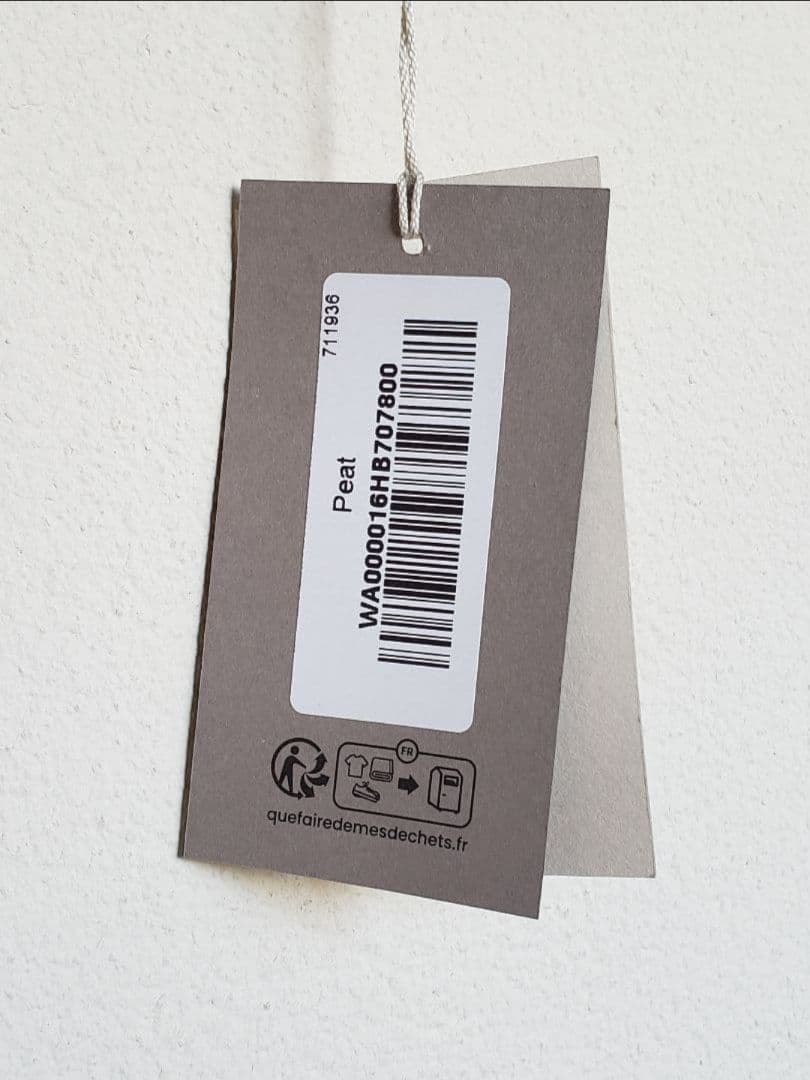 711936
Peat
WA000016HB707800
FR
quefairedemesdechets.fr